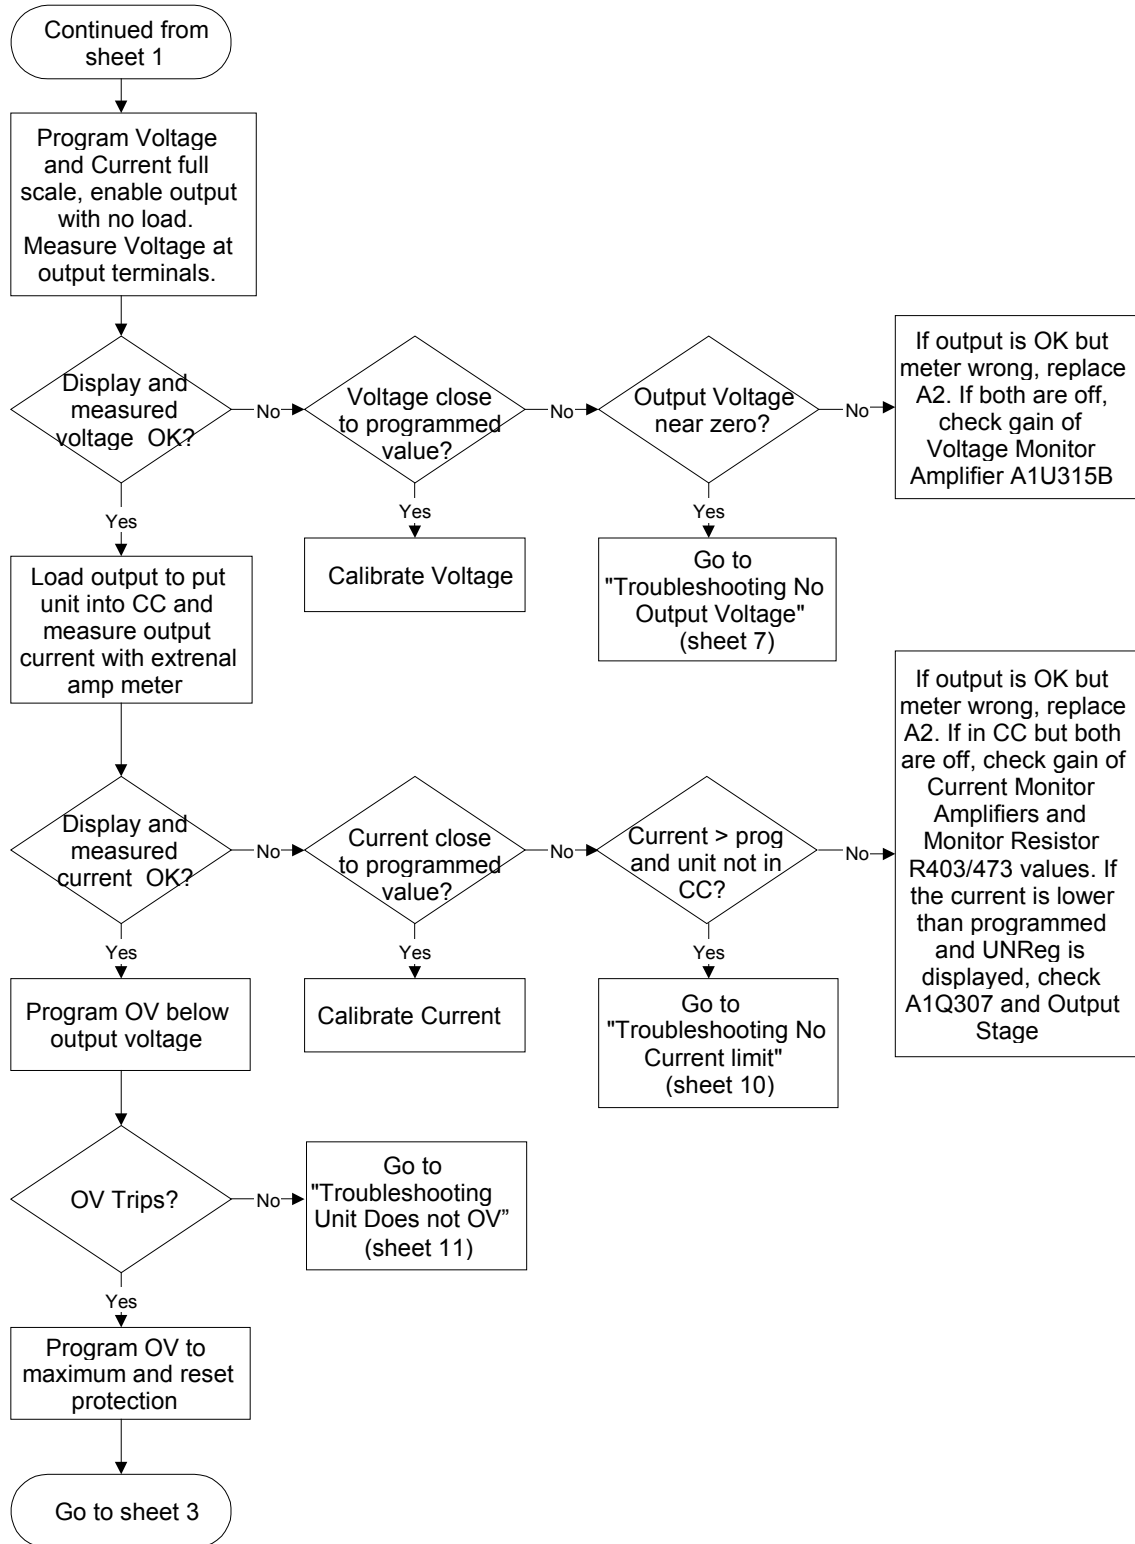 Continued from
sheet 1
Program Voltage
and Current full
scale, enable output
with no load.
Measure Voltage at
output terminals.
Display and
measured
voltage OK?
No
Voltage close
to programmed
value?
No
Output Voltage
near zero?
No
If output is OK but
meter wrong, replace
A2. If both are off,
check gain of
Voltage Monitor
Amplifier A1U315B
Yes
Yes
Yes
Load output to put
unit into CC and
measure output
current with extrenal
amp meter
Calibrate Voltage
Go to
"Troubleshooting No
Output Voltage"
(sheet 7)
Display and
measured
current OK?
No
Current close
to programmed
value?
No
Current > prog
and unit not in
CC?
No
If output is OK but
meter wrong, replace
A2. If in CC but both
are off, check gain of
Current Monitor
Amplifiers and
Monitor Resistor
R403/473 values. If
the current is lower
than programmed
and UNReg is
displayed, check
A1Q307 and Output
Stage
Yes
Yes
Yes
Program OV below
output voltage
Calibrate Current
Go to
"Troubleshooting No
Current limit"
(sheet 10)
OV Trips?
No
Go to
"Troubleshooting
Unit Does not OV”
(sheet 11)
Yes
Program OV to
maximum and reset
protection
Go to sheet 3